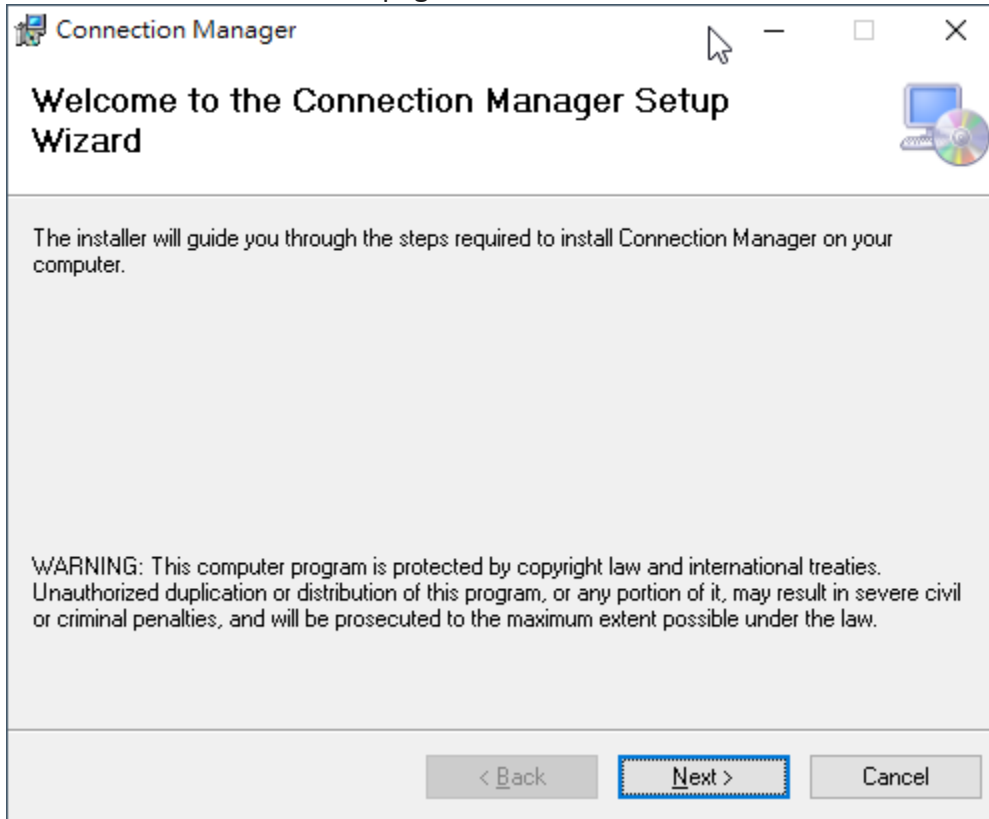 Connection Manager
Welcome to the Connection Manager Setup
Wizard
The installer will guide you through the steps required to install Connection Manager on your
computer.
WARNING: This computer program is protected by copyright law and international treaties.
Unauthorized duplication or distribution of this program, or any portion of it, may result in severe civil
or criminal penalties, and will be prosecuted to the maximum extent possible under the law.
< Back Next > Cancel